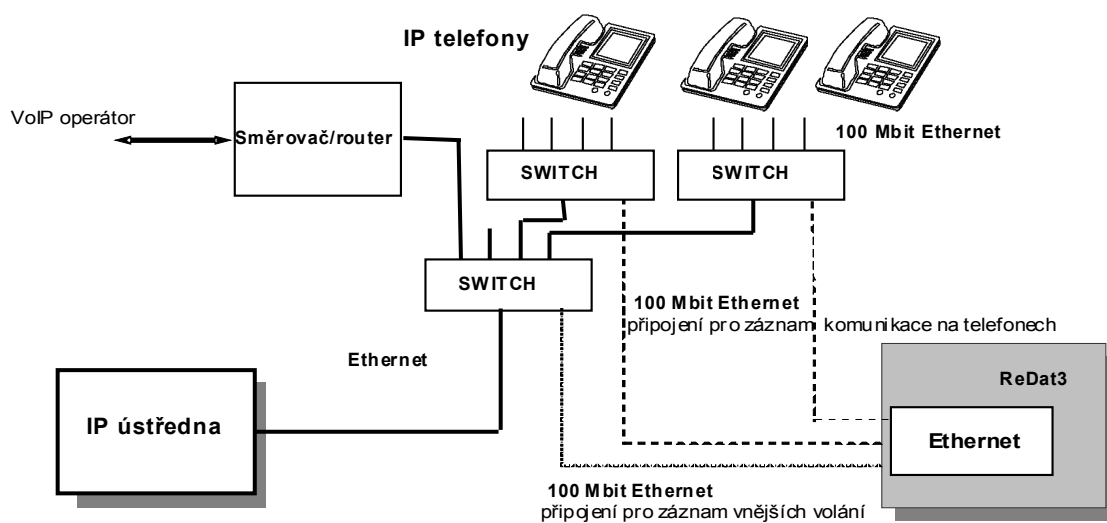 IP telefony
VoIP operátor
Směrovač/router
100 Mbit Ethernet
SWITCH
SWITCH
SWITCH
100 Mbit Ethernet
připojení pro záznam komunikace na telefonech
Ethernet
ReDat3
IP ústředna
Ethernet
100 Mbit Ethernet
připojení pro záznam vnějších volání